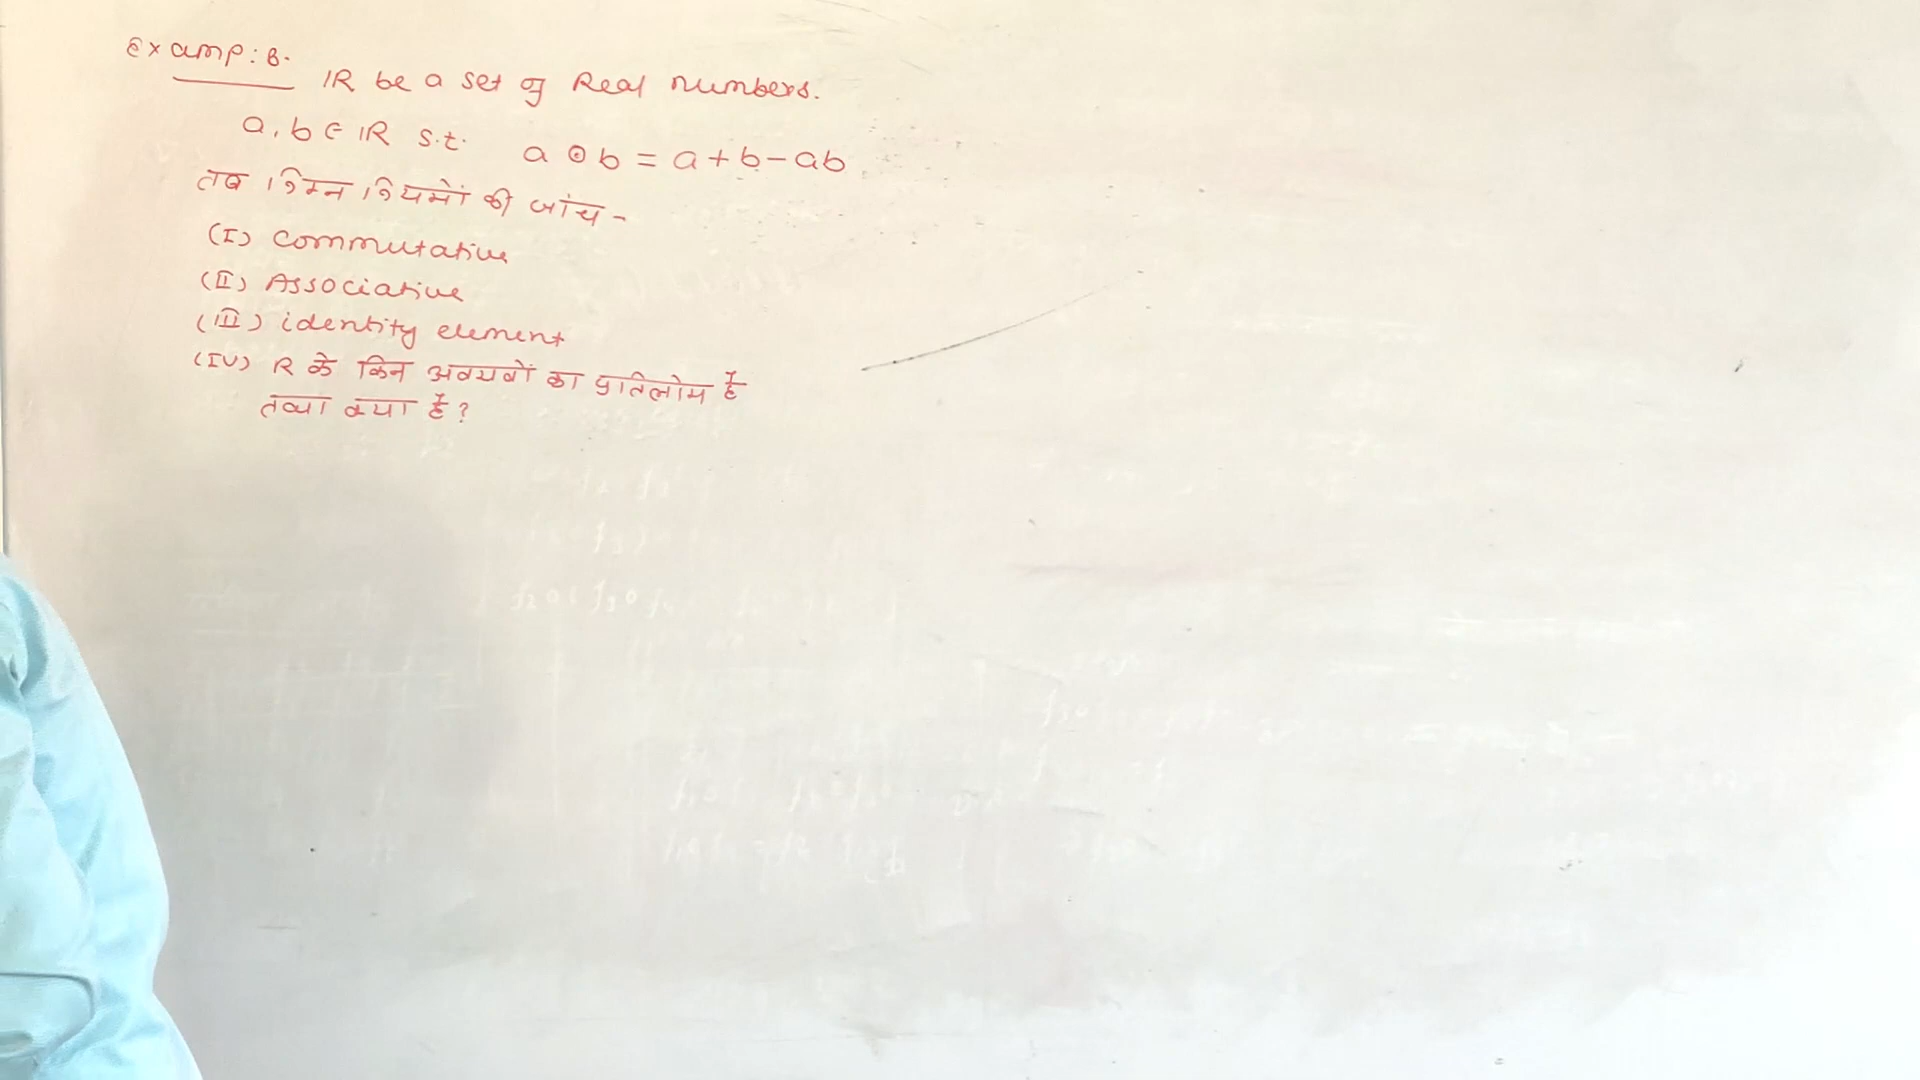 Examp: B.
IR be a set of Real numbers.
a, b ∈ IR s.t. a ⊙ b = a + b - ab
तब निम्न नियमों की जांच -
(I) commutative
(II) Associative
(III) identity element
(IV) R के किन अवयवों का प्रतिलोम है
तथा क्या है?